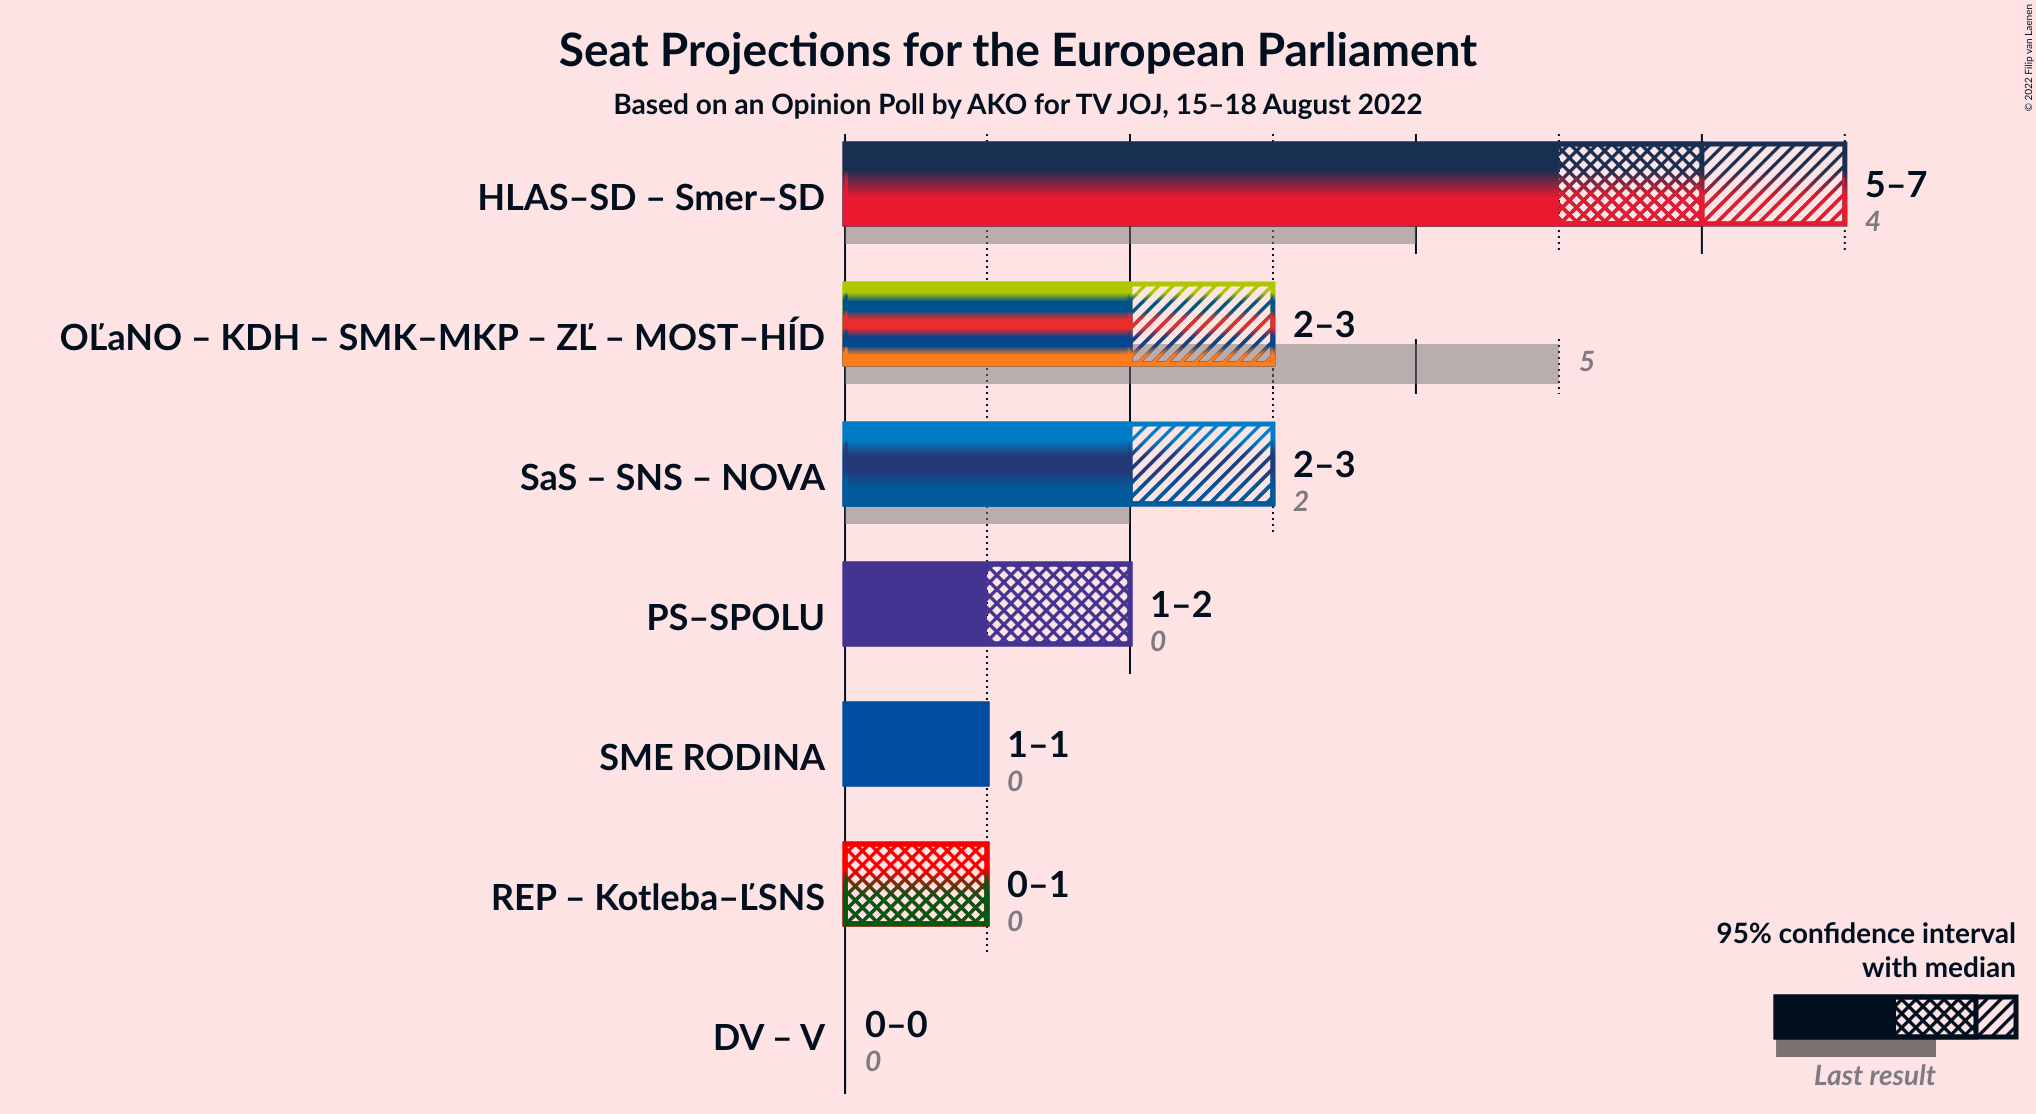 Seat Projections for the European Parliament
Based on an Opinion Poll by AKO for TV JOJ, 15–18 August 2022
© 2022 Filip van Laenen
HLAS–SD – Smer–SD
5–7
4
OĽaNO – KDH – SMK–MKP – ZĽ – MOST–HÍD
2–3
5
SaS – SNS – NOVA
2–3
2
PS–SPOLU
1–2
0
SME RODINA
1–1
0
REP – Kotleba–ĽSNS
0–1
0
DV – V
0–0
0
95% confidence interval
with median
Last result